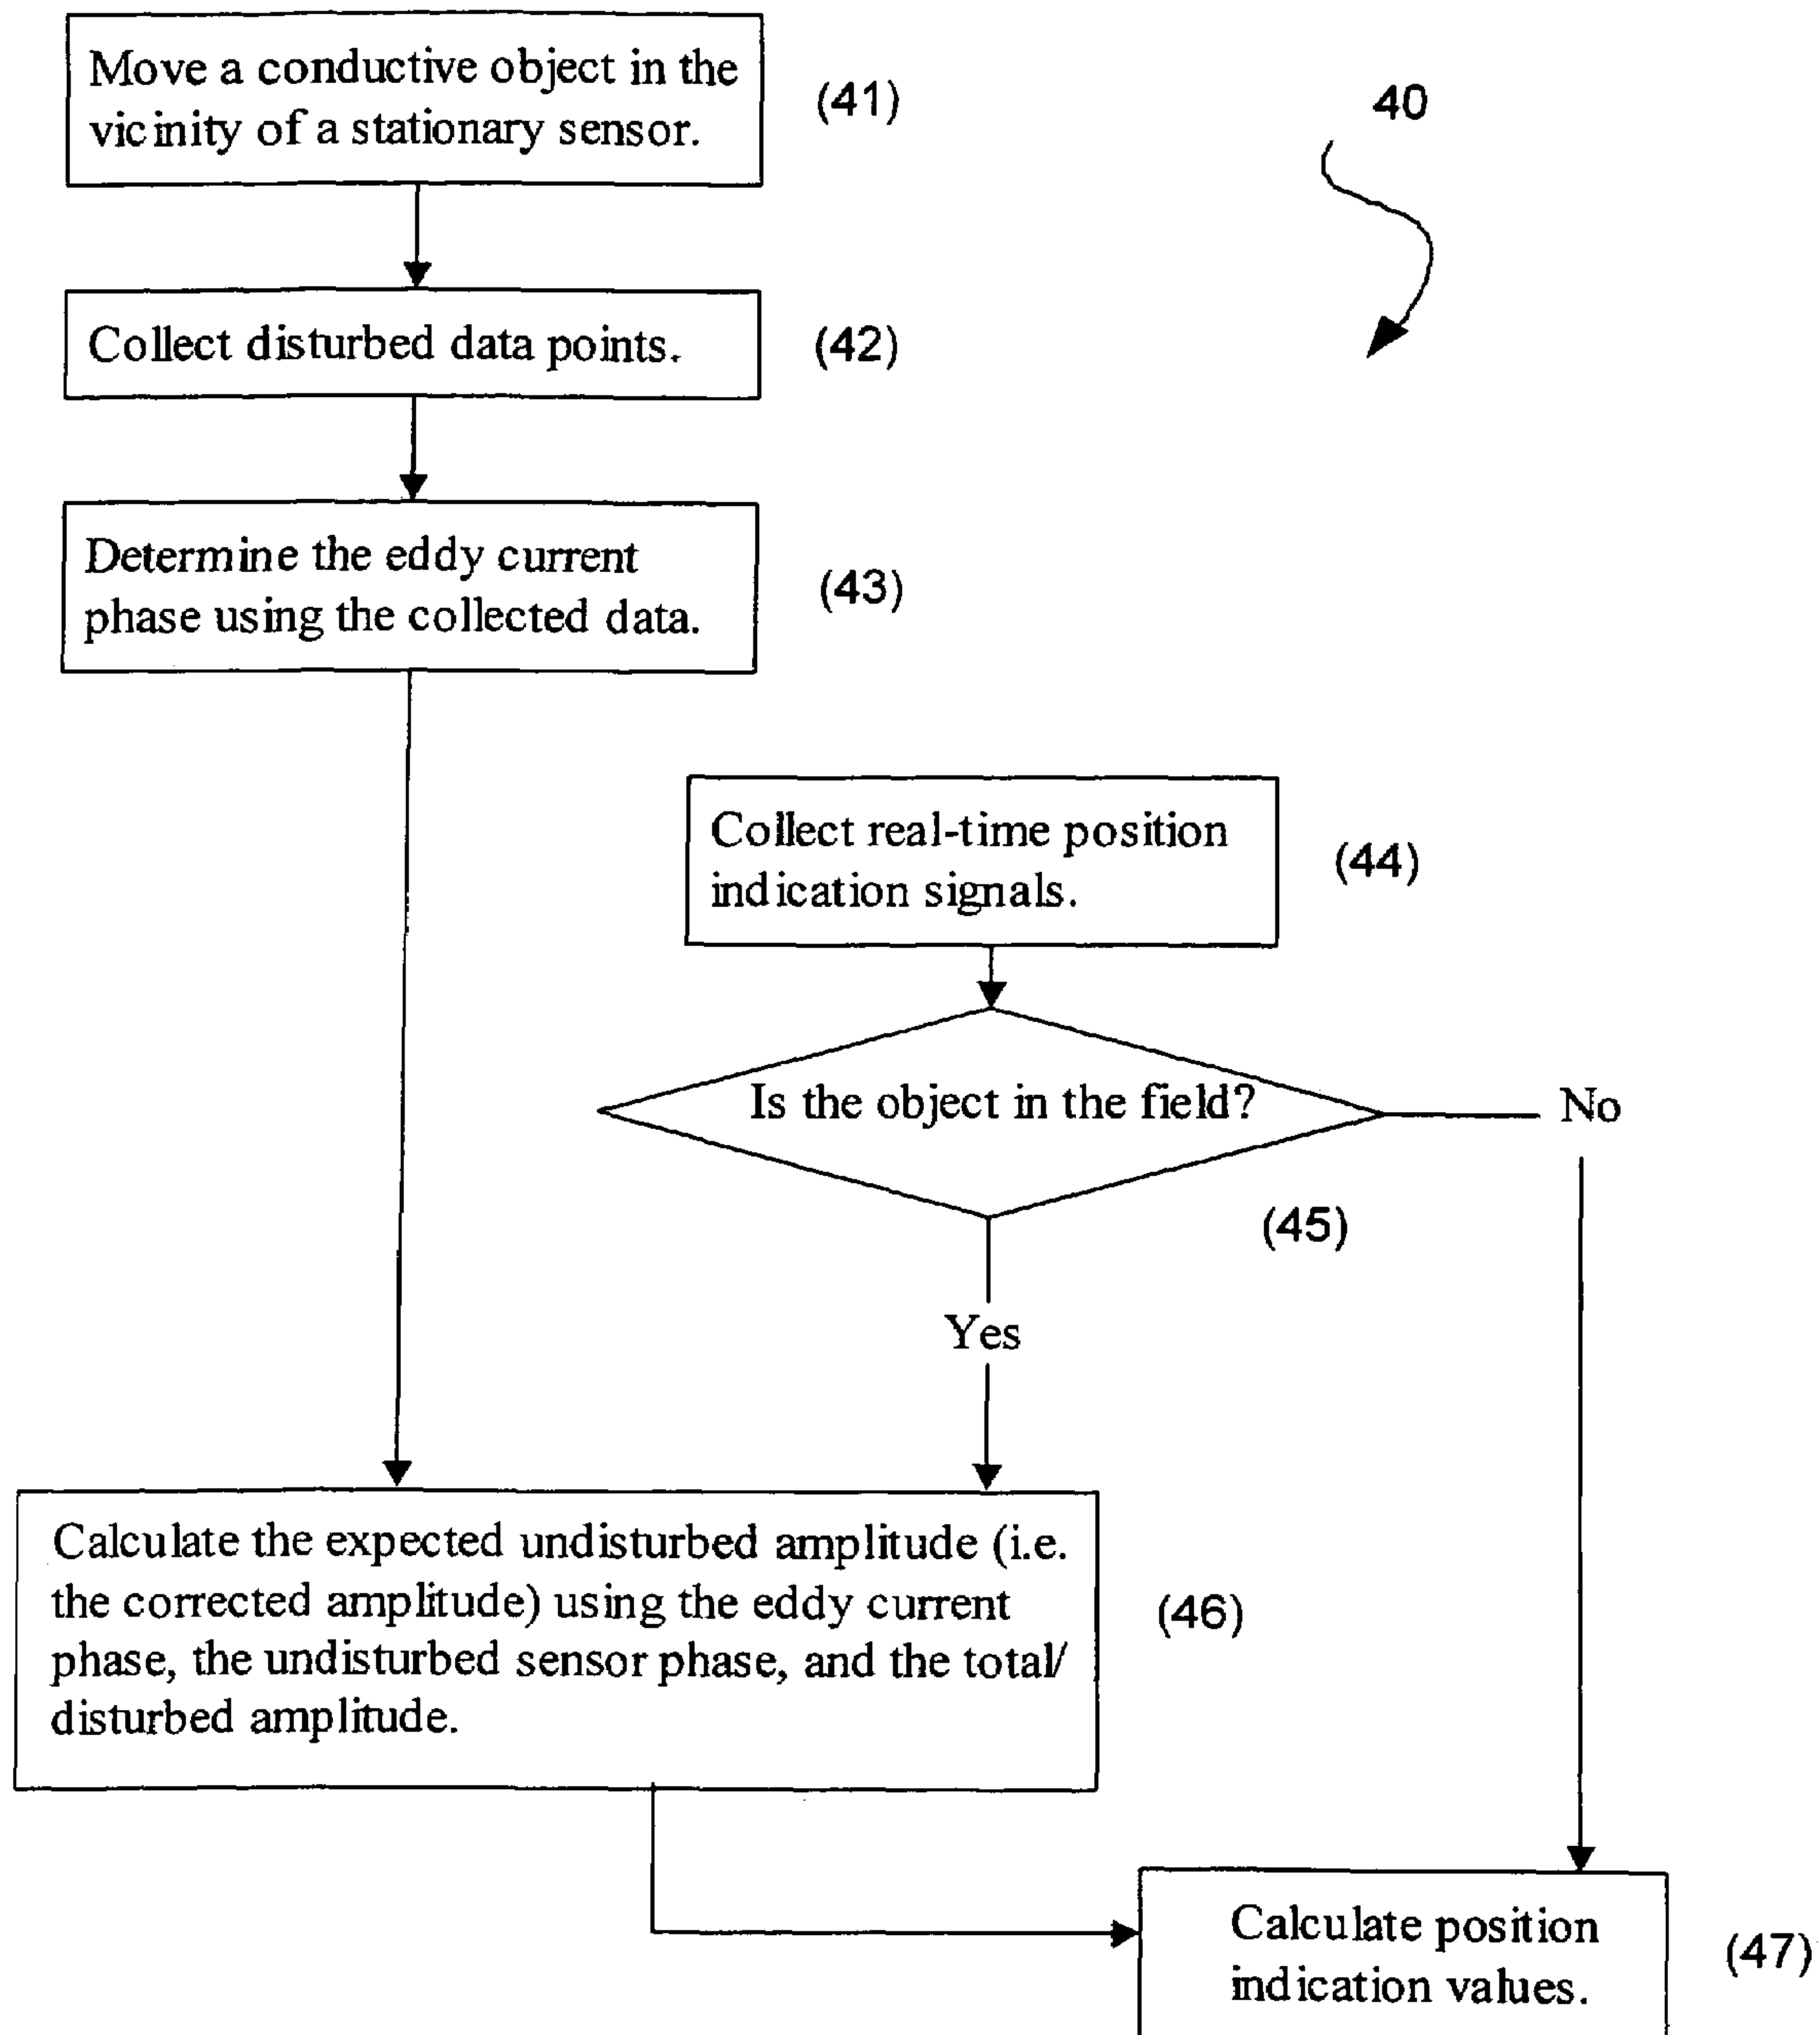 Move a conductive object in the
vicinity of a stationary sensor.
(41)
40
Collect disturbed data points.
(42)
Determine the eddy current
phase using the collected data.
(43)
Collect real-time position
indication signals.
(44)
Is the object in the field?
No
(45)
Yes
Calculate the expected undisturbed amplitude (i.e.
the corrected amplitude) using the eddy current
phase, the undisturbed sensor phase, and the total/
disturbed amplitude.
(46)
Calculate position
indication values.
(47)